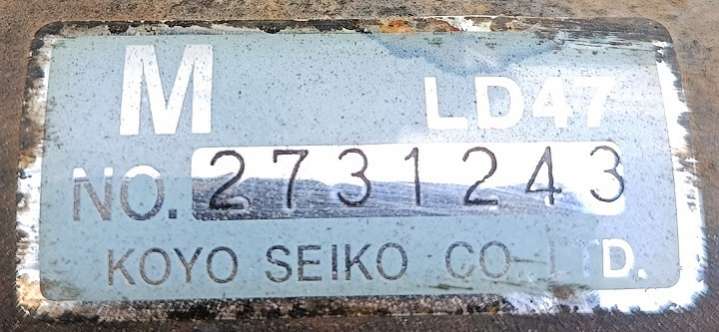 M LD47
NO. 2731243
KOYO SEIKO CO. LTD.